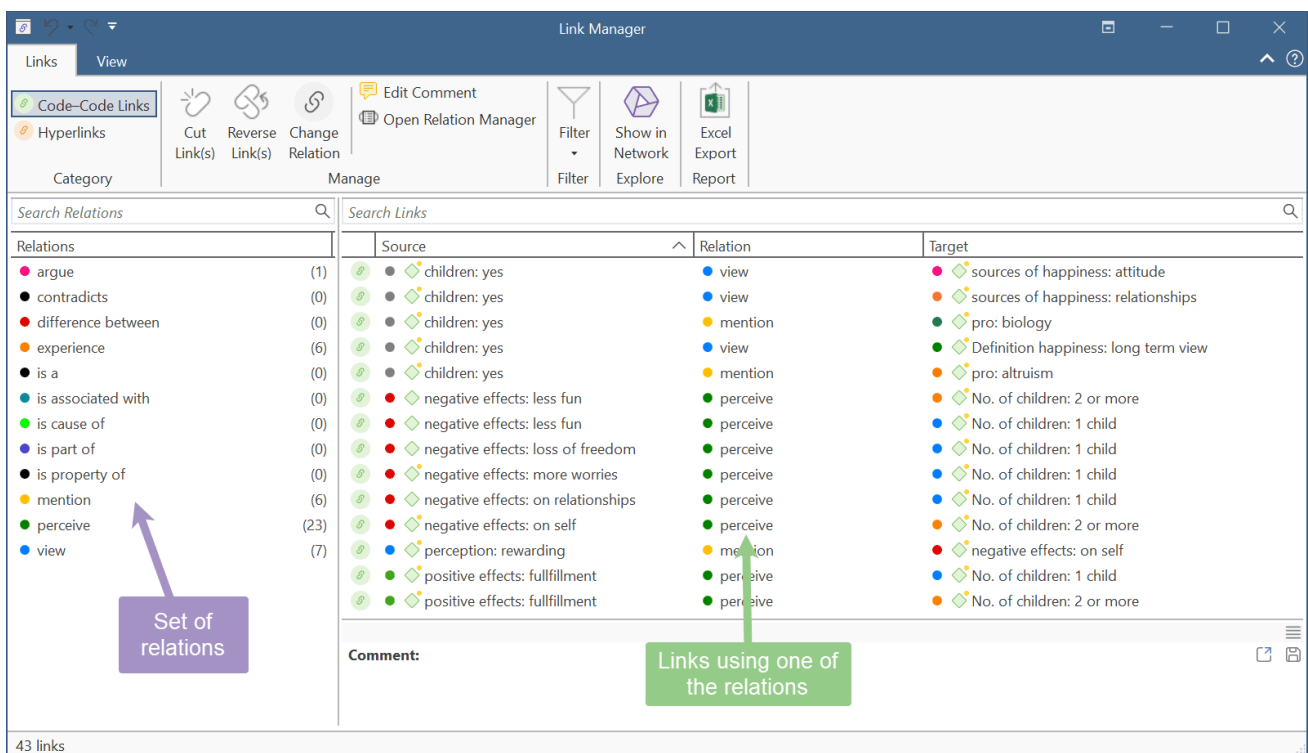 Link Manager
Links View
Code–Code Links
Hyperlinks
Category
Cut
Link(s)
Reverse
Link(s)
Change
Relation
Edit Comment
Open Relation Manager
Manage
Filter
Filter
Show in
Network
Explore
Excel
Export
Report
Search Relations
Search Links
Relations
argue (1)
contradicts (0)
difference between (0)
experience (6)
is a (0)
is associated with (0)
is cause of (0)
is part of (0)
is property of (0)
mention (6)
perceive (23)
view (7)
Set of
relations
Source Relation Target
children: yes view sources of happiness: attitude
children: yes view sources of happiness: relationships
children: yes mention pro: biology
children: yes view Definition happiness: long term view
children: yes mention pro: altruism
negative effects: less fun perceive No. of children: 2 or more
negative effects: less fun perceive No. of children: 1 child
negative effects: loss of freedom perceive No. of children: 1 child
negative effects: more worries perceive No. of children: 1 child
negative effects: on relationships perceive No. of children: 1 child
negative effects: on self perceive No. of children: 2 or more
perception: rewarding mention negative effects: on self
positive effects: fullfillment perceive No. of children: 1 child
positive effects: fullfillment perceive No. of children: 2 or more
Comment:
Links using one of
the relations
43 links